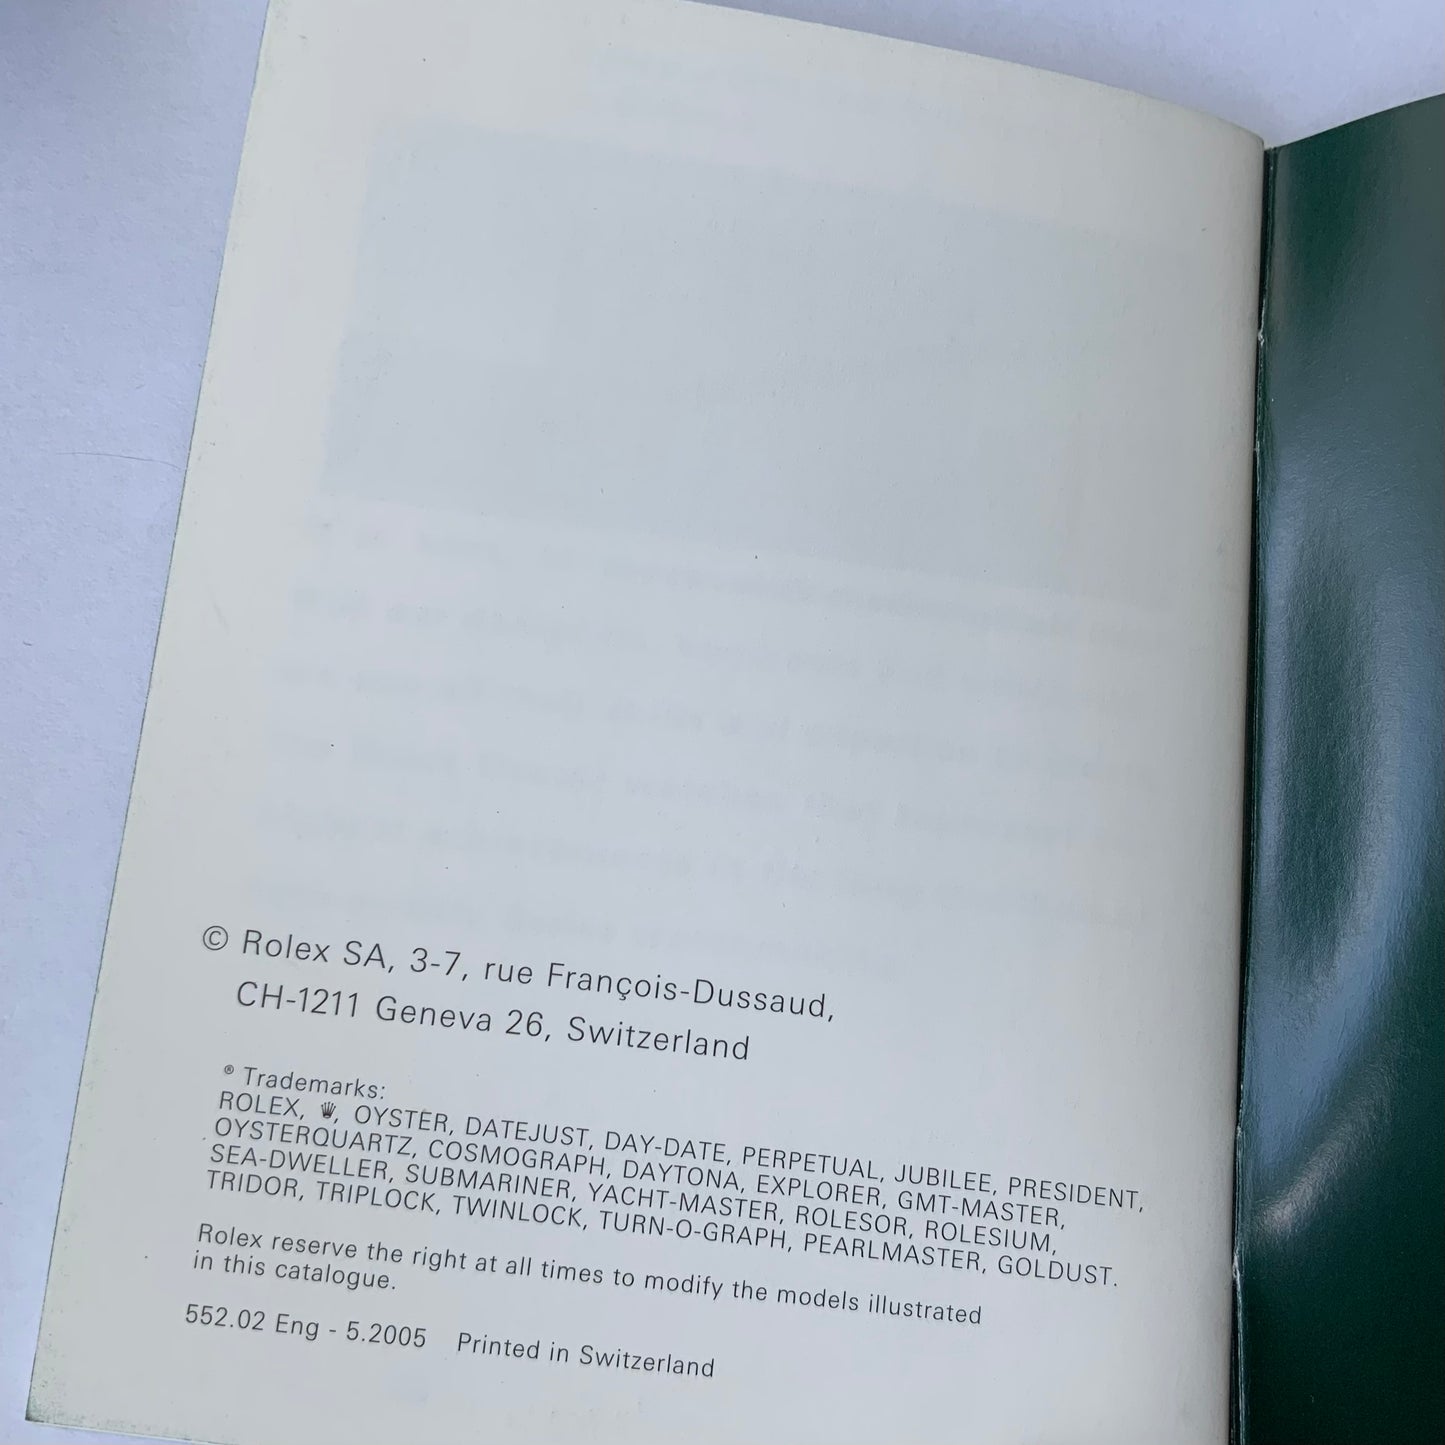 © Rolex SA, 3-7, rue François-Dussaud,
CH-1211 Geneva 26, Switzerland
® Trademarks:
ROLEX, , OYSTER, DATEJUST, DAY-DATE, PERPETUAL, JUBILEE, PRESIDENT,
OYSTERQUARTZ, COSMOGRAPH, DAYTONA, EXPLORER, GMT-MASTER,
SEA-DWELLER, SUBMARINER, YACHT-MASTER, ROLESOR, ROLESIUM,
TRIDOR, TRIPLOCK, TWINLOCK, TURN-O-GRAPH, PEARLMASTER, GOLDUST.
Rolex reserve the right at all times to modify the models illustrated
in this catalogue.
552.02 Eng - 5.2005 Printed in Switzerland